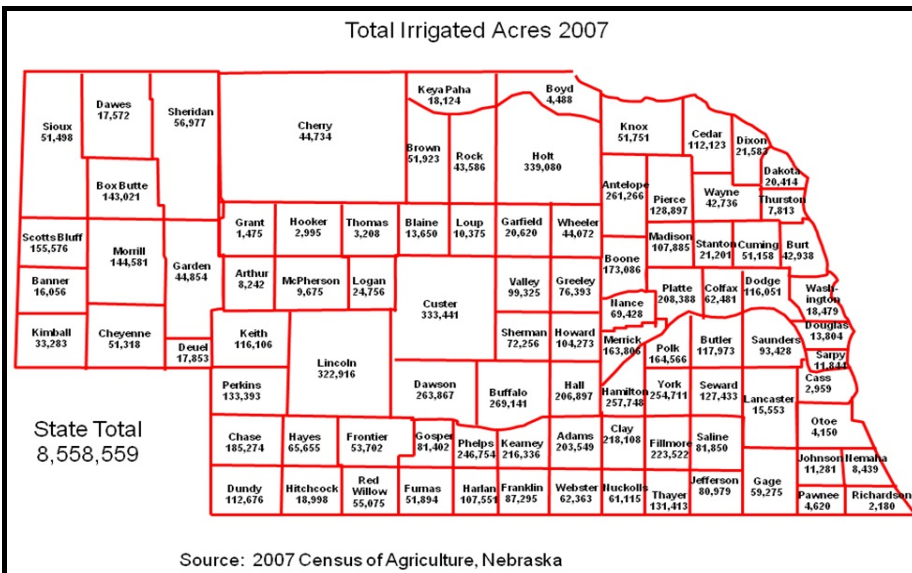 Total Irrigated Acres 2007
Sioux
51,498
Dawes
17,572
Sheridan
56,977
Box Butte
143,021
Cherry
44,734
Keya Paha
18,124
Boyd
4,488
Brown
51,923
Rock
43,586
Holt
339,080
Knox
51,751
Cedar
112,123
Dixon
21,583
Dakota
20,414
Antelope
261,266
Pierce
128,897
Wayne
42,736
Thurston
7,813
Scotts Bluff
155,576
Morrill
144,581
Garden
44,854
Grant
1,475
Hooker
2,995
Thomas
3,208
Blaine
13,650
Loup
10,375
Garfield
20,620
Wheeler
44,072
Boone
173,086
Madison
107,885
Stanton
21,201
Cuming
51,158
Burt
42,938
Banner
16,056
Arthur
8,242
McPherson
9,675
Logan
24,756
Custer
333,441
Valley
99,325
Greeley
76,393
Nance
69,428
Platte
208,388
Colfax
62,481
Dodge
116,051
Wash-
ington
18,479
Kimball
33,283
Cheyenne
51,318
Deuel
17,853
Keith
116,106
Lincoln
322,916
Sherman
72,256
Howard
104,273
Merrick
163,806
Polk
164,566
Butler
117,973
Saunders
93,428
Douglas
13,804
Sarpy
11,844
Perkins
133,393
Dawson
263,867
Buffalo
269,141
Hall
206,897
Hamilton
257,748
York
254,711
Seward
127,433
Lancaster
15,553
Cass
2,959
Otoe
4,150
State Total
8,558,559
Chase
185,274
Hayes
65,655
Frontier
53,702
Gosper
81,402
Phelps
246,754
Kearney
216,336
Adams
203,549
Clay
218,108
Fillmore
223,522
Saline
81,850
Johnson
11,281
Nemaha
8,439
Dundy
112,676
Hitchcock
18,998
Red
Willow
55,075
Furnas
51,894
Harlan
107,551
Franklin
87,295
Webster
62,363
Nuckolls
61,115
Thayer
131,413
Jefferson
80,979
Gage
59,275
Pawnee
4,620
Richardson
2,180
Source: 2007 Census of Agriculture, Nebraska